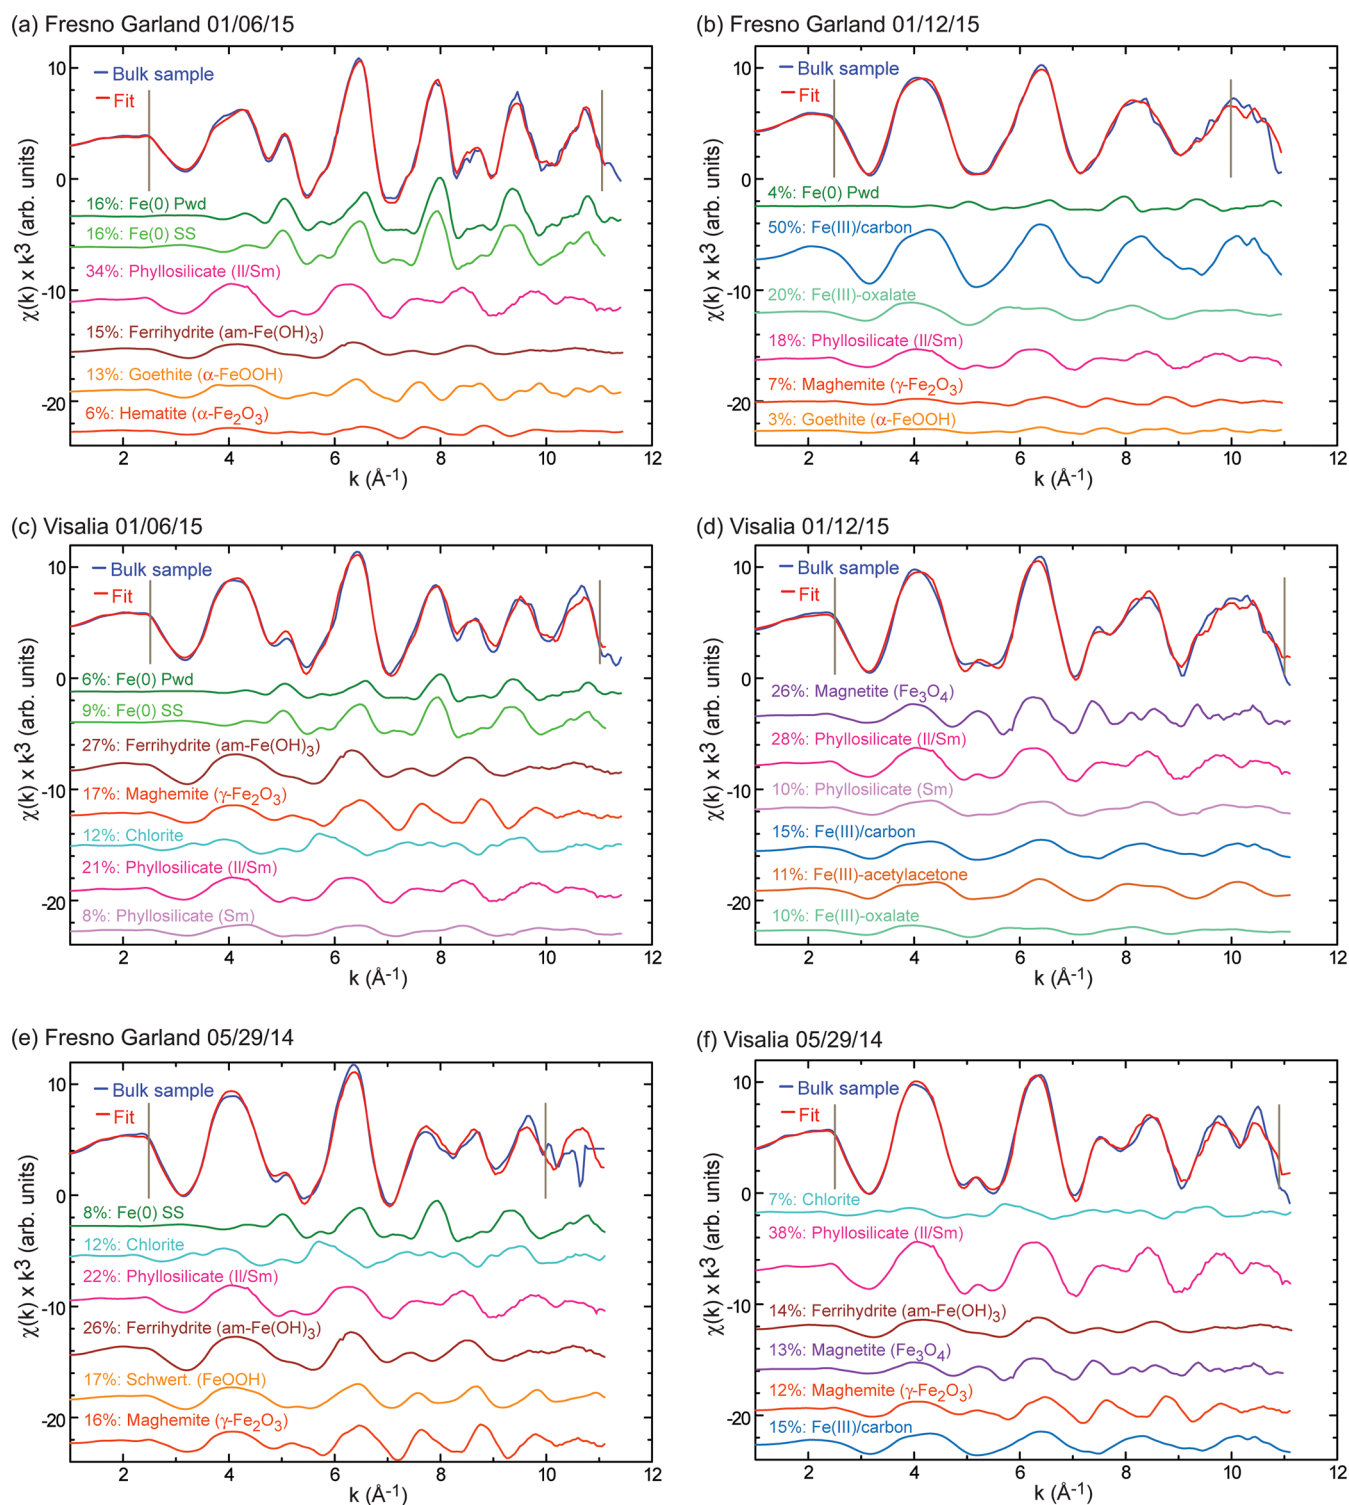 (a) Fresno Garland 01/06/15
10
0
-10
-20
χ(k) x k³ (arb. units)
Bulk sample
Fit
16%: Fe(0) Pwd
16%: Fe(0) SS
34%: Phyllosilicate (Il/Sm)
15%: Ferrihydrite (am-Fe(OH)₃)
13%: Goethite (α-FeOOH)
6%: Hematite (α-Fe₂O₃)
2 4 6 8 10 12
k (Å⁻¹)
(b) Fresno Garland 01/12/15
10
0
-10
-20
χ(k) x k³ (arb. units)
Bulk sample
Fit
4%: Fe(0) Pwd
50%: Fe(III)/carbon
20%: Fe(III)-oxalate
18%: Phyllosilicate (Il/Sm)
7%: Maghemite (γ-Fe₂O₃)
3%: Goethite (α-FeOOH)
2 4 6 8 10 12
k (Å⁻¹)
(c) Visalia 01/06/15
10
0
-10
-20
χ(k) x k³ (arb. units)
Bulk sample
Fit
6%: Fe(0) Pwd
9%: Fe(0) SS
27%: Ferrihydrite (am-Fe(OH)₃)
17%: Maghemite (γ-Fe₂O₃)
12%: Chlorite
21%: Phyllosilicate (Il/Sm)
8%: Phyllosilicate (Sm)
2 4 6 8 10 12
k (Å⁻¹)
(d) Visalia 01/12/15
10
0
-10
-20
χ(k) x k³ (arb. units)
Bulk sample
Fit
26%: Magnetite (Fe₃O₄)
28%: Phyllosilicate (Il/Sm)
10%: Phyllosilicate (Sm)
15%: Fe(III)/carbon
11%: Fe(III)-acetylacetone
10%: Fe(III)-oxalate
2 4 6 8 10 12
k (Å⁻¹)
(e) Fresno Garland 05/29/14
10
0
-10
-20
χ(k) x k³ (arb. units)
Bulk sample
Fit
8%: Fe(0) SS
12%: Chlorite
22%: Phyllosilicate (Il/Sm)
26%: Ferrihydrite (am-Fe(OH)₃)
17%: Schwert. (FeOOH)
16%: Maghemite (γ-Fe₂O₃)
2 4 6 8 10 12
k (Å⁻¹)
(f) Visalia 05/29/14
10
0
-10
-20
χ(k) x k³ (arb. units)
Bulk sample
Fit
7%: Chlorite
38%: Phyllosilicate (Il/Sm)
14%: Ferrihydrite (am-Fe(OH)₃)
13%: Magnetite (Fe₃O₄)
12%: Maghemite (γ-Fe₂O₃)
15%: Fe(III)/carbon
2 4 6 8 10 12
k (Å⁻¹)